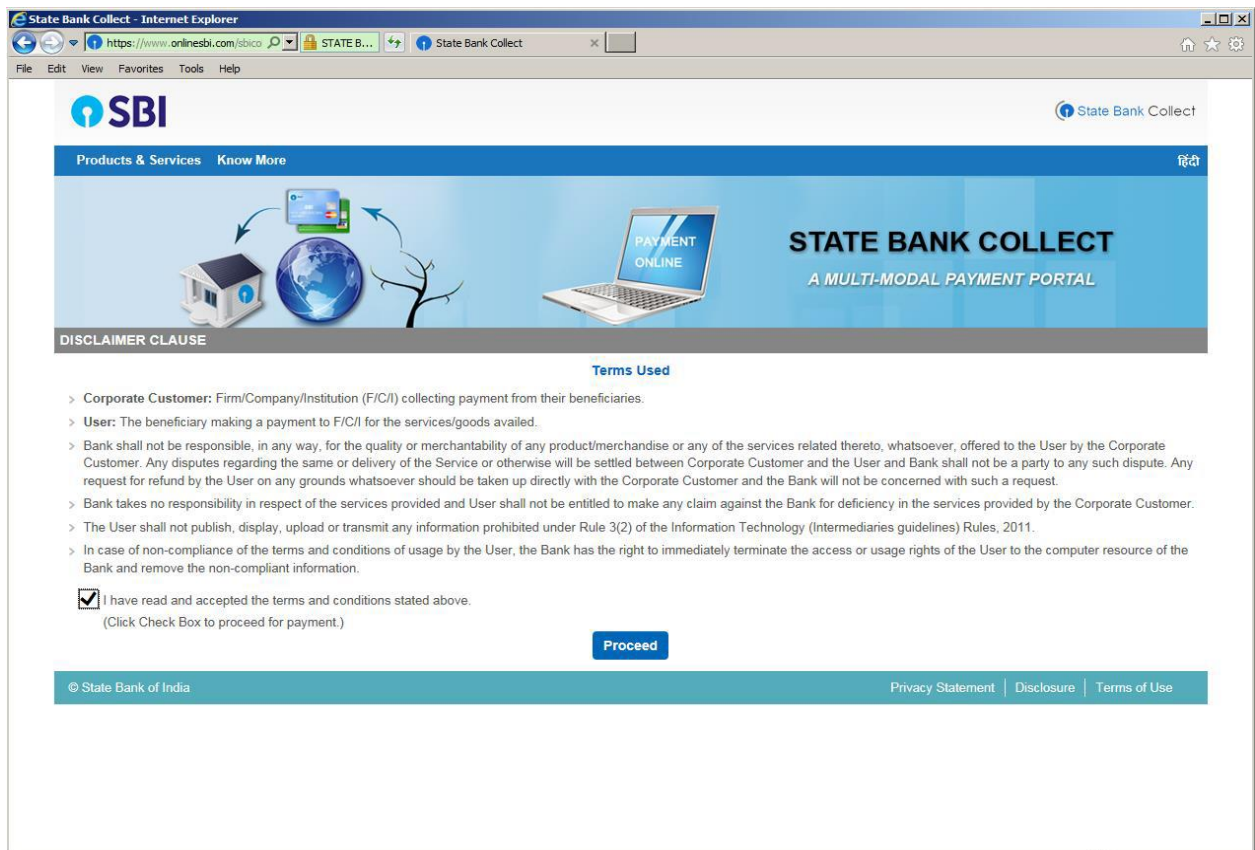 State Bank Collect - Internet Explorer
https://www.onlinesbi.com/sbico STATE B... State Bank Collect
File Edit View Favorites Tools Help
SBI
State Bank Collect
Products & Services Know More हिंदी
PAYMENT
ONLINE
STATE BANK COLLECT
A MULTI-MODAL PAYMENT PORTAL
DISCLAIMER CLAUSE
Terms Used
Corporate Customer: Firm/Company/Institution (F/C/I) collecting payment from their beneficiaries.
User: The beneficiary making a payment to F/C/I for the services/goods availed.
Bank shall not be responsible, in any way, for the quality or merchantability of any product/merchandise or any of the services related thereto, whatsoever, offered to the User by the Corporate
Customer. Any disputes regarding the same or delivery of the Service or otherwise will be settled between Corporate Customer and the User and Bank shall not be a party to any such dispute. Any
request for refund by the User on any grounds whatsoever should be taken up directly with the Corporate Customer and the Bank will not be concerned with such a request.
Bank takes no responsibility in respect of the services provided and User shall not be entitled to make any claim against the Bank for deficiency in the services provided by the Corporate Customer.
The User shall not publish, display, upload or transmit any information prohibited under Rule 3(2) of the Information Technology (Intermediaries guidelines) Rules, 2011.
In case of non-compliance of the terms and conditions of usage by the User, the Bank has the right to immediately terminate the access or usage rights of the User to the computer resource of the
Bank and remove the non-compliant information.
I have read and accepted the terms and conditions stated above.
(Click Check Box to proceed for payment.)
Proceed
© State Bank of India Privacy Statement Disclosure Terms of Use